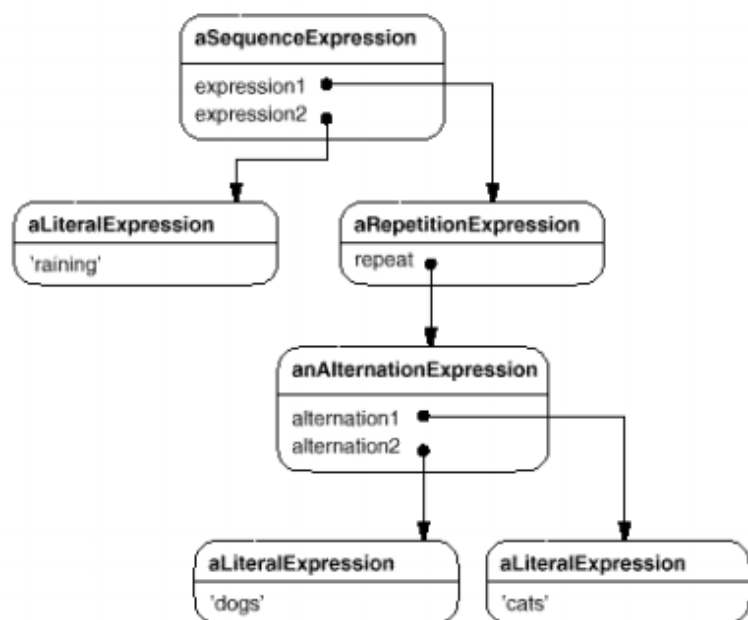 aSequenceExpression
expression1
expression2
aLiteralExpression
'raining'
aRepetitionExpression
repeat
anAlternationExpression
alternation1
alternation2
aLiteralExpression
'dogs'
aLiteralExpression
'cats'